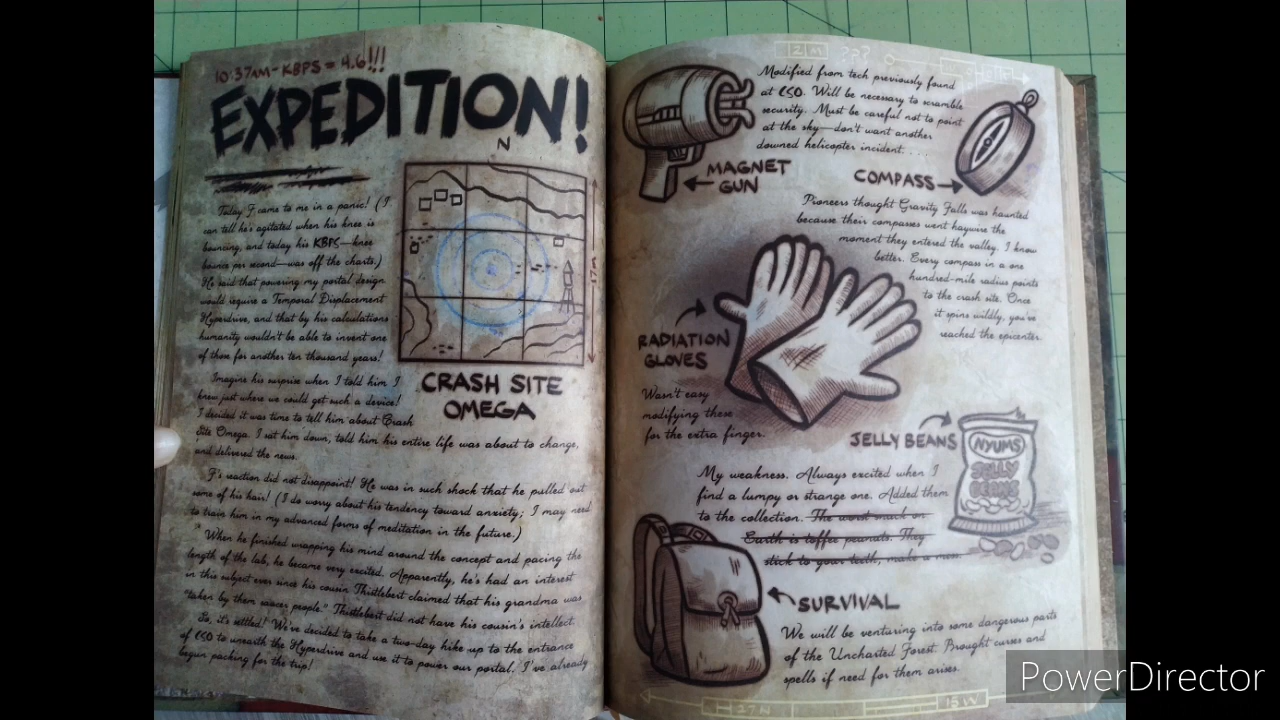 10:37AM-KBPS = 4.6!!!
EXPEDITION!
Today F came to me in a panic! (I
can tell he's agitated when his knee is
bouncing, and today his KBPS—knee
bounces per second—was off the charts.)
He said that powering my portal design
would require a Temporal Displacement
Hyperdrive, and that by his calculations
humanity wouldn't be able to invent one
of those for another ten thousand years!
Imagine his surprise when I told him I
knew just where we could get such a device!
I decided it was time to tell him about Crash
Site Omega. I sat him down, told him his entire life was about to change,
and delivered the news.
F's reaction did not disappoint! He was in such shock that he pulled out
some of his hair! (I do worry about his tendency toward anxiety; I may need
to train him in my advanced forms of meditation in the future.)
When he finished wrapping his mind around the concept and pacing the
length of the lab, he became very excited. Apparently, he's had an interest
in this subject ever since his cousin Thistlebert claimed that his grandma was
"taken by them saucer people." Thistlebert did not have his cousin's intellect.
So, it's settled! We've decided to take a two-day hike up to the entrance
of CSO to unearth the Hyperdrive and use it to power our portal. I've already
begun packing for the trip!
N
17M
CRASH SITE
OMEGA
12 M ???
Modified from tech previously found
at CSO. Will be necessary to scramble
security. Must be careful not to point
at the sky—don't want another
downed helicopter incident. . . .
MAGNET
GUN
COMPASS
Pioneers thought Gravity Falls was haunted
because their compasses went haywire the
moment they entered the valley. I know
better. Every compass in a one
hundred-mile radius points
to the crash site. Once
it spins wildly, you've
reached the epicenter.
RADIATION
GLOVES
Wasn't easy
modifying these
for the extra finger.
JELLY BEANS
NYUMS
JELLY
BEANS
My weakness. Always excited when I
find a lumpy or strange one. Added them
to the collection. The worst snack on
Earth is toffee peanuts. They
stick to your teeth, make a mess
SURVIVAL
We will be venturing into some dangerous parts
of the Uncharted Forest. Brought curses and
spells if need for them arises.
27N
15W
PowerDirector